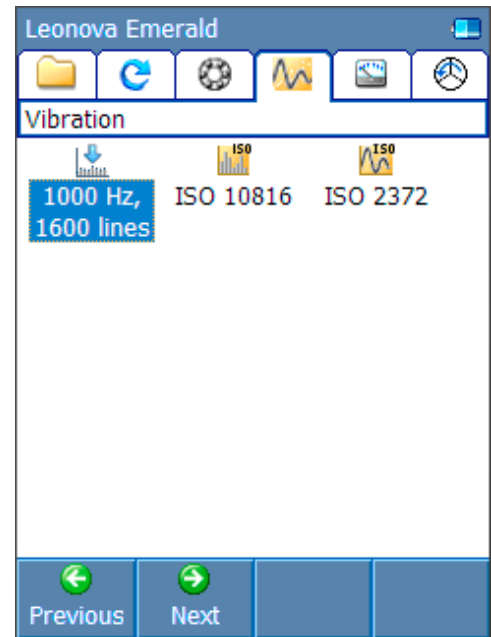 Leonova Emerald
Vibration
ISO
ISO
1000 Hz,
1600 lines
ISO 10816
ISO 2372
Previous
Next